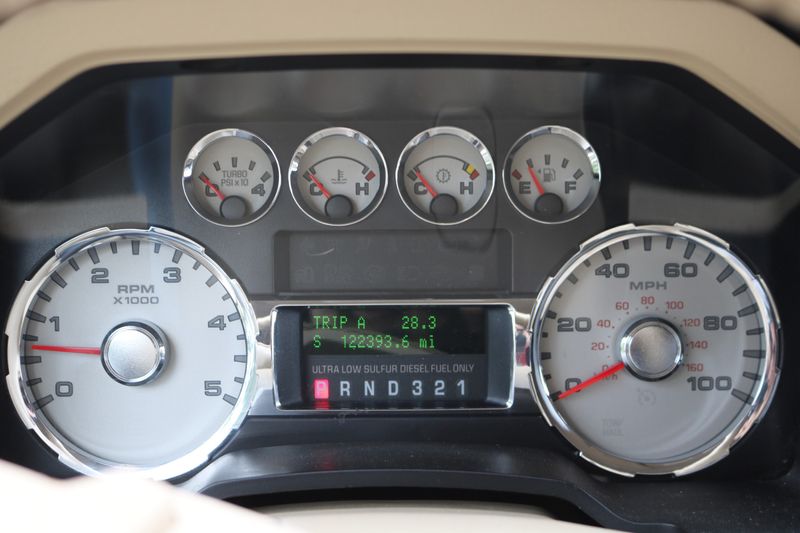 TURBO
PSI x 10
0 4
C H
C H
E F
RPM
X1000
0 1 2 3 4 5
TRIP A 28.3
S 122393.6 mi
ULTRA LOW SULFUR DIESEL FUEL ONLY
P R N D 3 2 1
MPH
0 20 40 60 80 100
0 20 40 60 80 100 120 140 160
km/h
TOW
HAUL